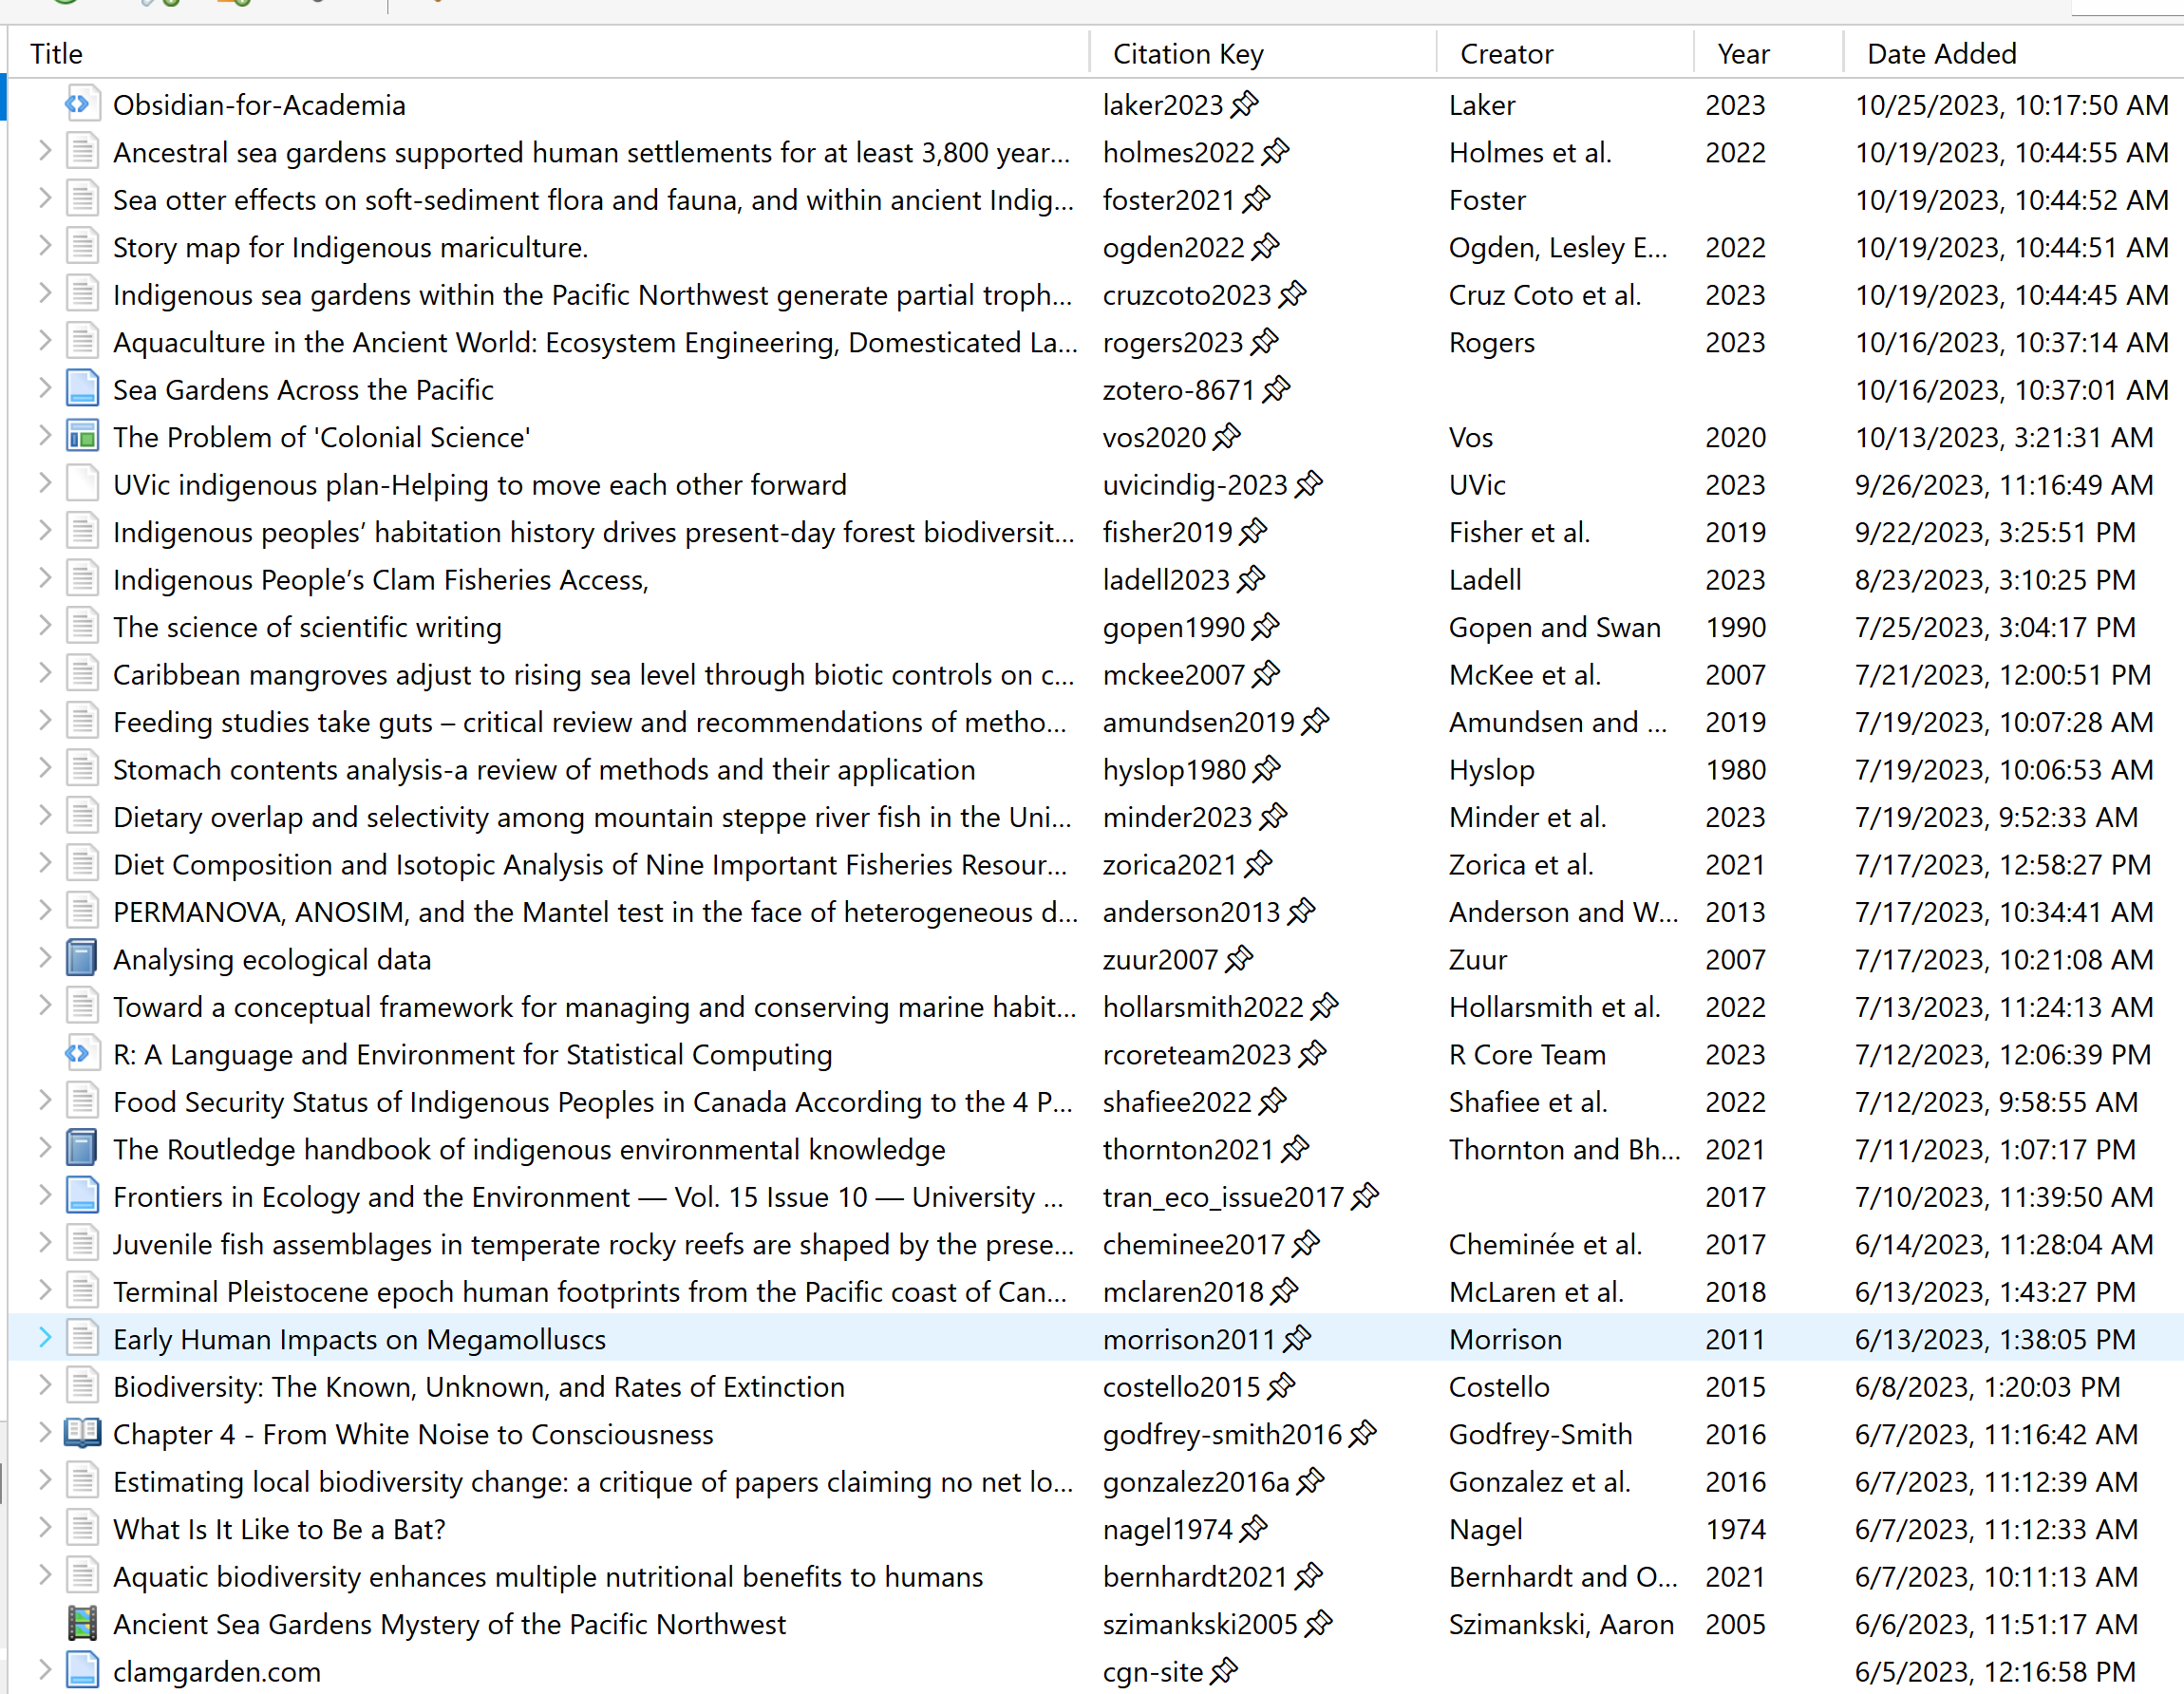 Title Citation Key Creator Year Date Added
Obsidian-for-Academia laker2023 Laker 2023 10/25/2023, 10:17:50 AM
Ancestral sea gardens supported human settlements for at least 3,800 year... holmes2022 Holmes et al. 2022 10/19/2023, 10:44:55 AM
Sea otter effects on soft-sediment flora and fauna, and within ancient Indig... foster2021 Foster 10/19/2023, 10:44:52 AM
Story map for Indigenous mariculture. ogden2022 Ogden, Lesley E... 2022 10/19/2023, 10:44:51 AM
Indigenous sea gardens within the Pacific Northwest generate partial troph... cruzcoto2023 Cruz Coto et al. 2023 10/19/2023, 10:44:45 AM
Aquaculture in the Ancient World: Ecosystem Engineering, Domesticated La... rogers2023 Rogers 2023 10/16/2023, 10:37:14 AM
Sea Gardens Across the Pacific zotero-8671 10/16/2023, 10:37:01 AM
The Problem of 'Colonial Science' vos2020 Vos 2020 10/13/2023, 3:21:31 AM
UVic indigenous plan-Helping to move each other forward uvicindig-2023 UVic 2023 9/26/2023, 11:16:49 AM
Indigenous peoples’ habitation history drives present-day forest biodiversit... fisher2019 Fisher et al. 2019 9/22/2023, 3:25:51 PM
Indigenous People’s Clam Fisheries Access, ladell2023 Ladell 2023 8/23/2023, 3:10:25 PM
The science of scientific writing gopen1990 Gopen and Swan 1990 7/25/2023, 3:04:17 PM
Caribbean mangroves adjust to rising sea level through biotic controls on c... mckee2007 McKee et al. 2007 7/21/2023, 12:00:51 PM
Feeding studies take guts – critical review and recommendations of metho... amundsen2019 Amundsen and ... 2019 7/19/2023, 10:07:28 AM
Stomach contents analysis-a review of methods and their application hyslop1980 Hyslop 1980 7/19/2023, 10:06:53 AM
Dietary overlap and selectivity among mountain steppe river fish in the Uni... minder2023 Minder et al. 2023 7/19/2023, 9:52:33 AM
Diet Composition and Isotopic Analysis of Nine Important Fisheries Resour... zorica2021 Zorica et al. 2021 7/17/2023, 12:58:27 PM
PERMANOVA, ANOSIM, and the Mantel test in the face of heterogeneous d... anderson2013 Anderson and W... 2013 7/17/2023, 10:34:41 AM
Analysing ecological data zuur2007 Zuur 2007 7/17/2023, 10:21:08 AM
Toward a conceptual framework for managing and conserving marine habit... hollarsmith2022 Hollarsmith et al. 2022 7/13/2023, 11:24:13 AM
R: A Language and Environment for Statistical Computing rcoreteam2023 R Core Team 2023 7/12/2023, 12:06:39 PM
Food Security Status of Indigenous Peoples in Canada According to the 4 P... shafiee2022 Shafiee et al. 2022 7/12/2023, 9:58:55 AM
The Routledge handbook of indigenous environmental knowledge thornton2021 Thornton and Bh... 2021 7/11/2023, 1:07:17 PM
Frontiers in Ecology and the Environment — Vol. 15 Issue 10 — University ... tran_eco_issue2017 2017 7/10/2023, 11:39:50 AM
Juvenile fish assemblages in temperate rocky reefs are shaped by the prese... cheminee2017 Cheminée et al. 2017 6/14/2023, 11:28:04 AM
Terminal Pleistocene epoch human footprints from the Pacific coast of Can... mclaren2018 McLaren et al. 2018 6/13/2023, 1:43:27 PM
Early Human Impacts on Megamolluscs morrison2011 Morrison 2011 6/13/2023, 1:38:05 PM
Biodiversity: The Known, Unknown, and Rates of Extinction costello2015 Costello 2015 6/8/2023, 1:20:03 PM
Chapter 4 - From White Noise to Consciousness godfrey-smith2016 Godfrey-Smith 2016 6/7/2023, 11:16:42 AM
Estimating local biodiversity change: a critique of papers claiming no net lo... gonzalez2016a Gonzalez et al. 2016 6/7/2023, 11:12:39 AM
What Is It Like to Be a Bat? nagel1974 Nagel 1974 6/7/2023, 11:12:33 AM
Aquatic biodiversity enhances multiple nutritional benefits to humans bernhardt2021 Bernhardt and O... 2021 6/7/2023, 10:11:13 AM
Ancient Sea Gardens Mystery of the Pacific Northwest szimankski2005 Szimankski, Aaron 2005 6/6/2023, 11:51:17 AM
clamgarden.com cgn-site 6/5/2023, 12:16:58 PM